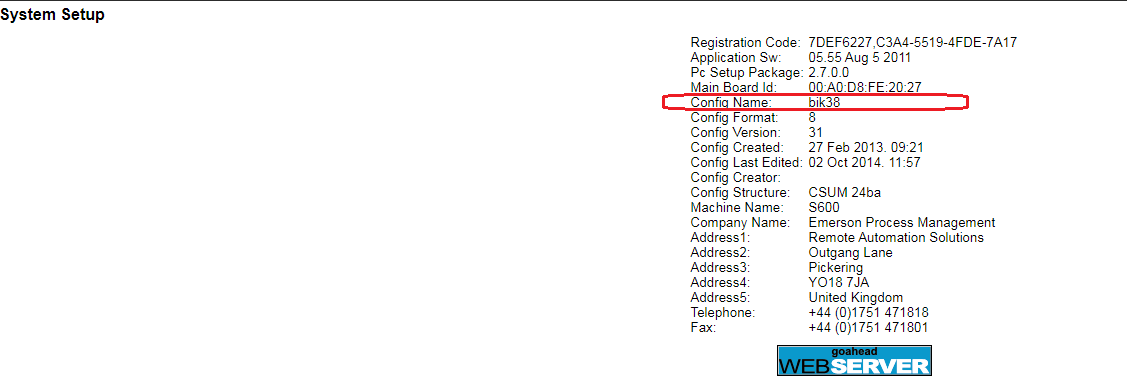 System Setup
Registration Code: 7DEF6227,C3A4-5519-4FDE-7A17
Application Sw: 05.55 Aug 5 2011
Pc Setup Package: 2.7.0.0
Main Board Id: 00:A0:D8:FE:20:27
Config Name: bik38
Config Format: 8
Config Version: 31
Config Created: 27 Feb 2013. 09:21
Config Last Edited: 02 Oct 2014. 11:57
Config Creator:
Config Structure: CSUM 24ba
Machine Name: S600
Company Name: Emerson Process Management
Address1: Remote Automation Solutions
Address2: Outgang Lane
Address3: Pickering
Address4: YO18 7JA
Address5: United Kingdom
Telephone: +44 (0)1751 471818
Fax: +44 (0)1751 471801
goahead
WEBSERVER